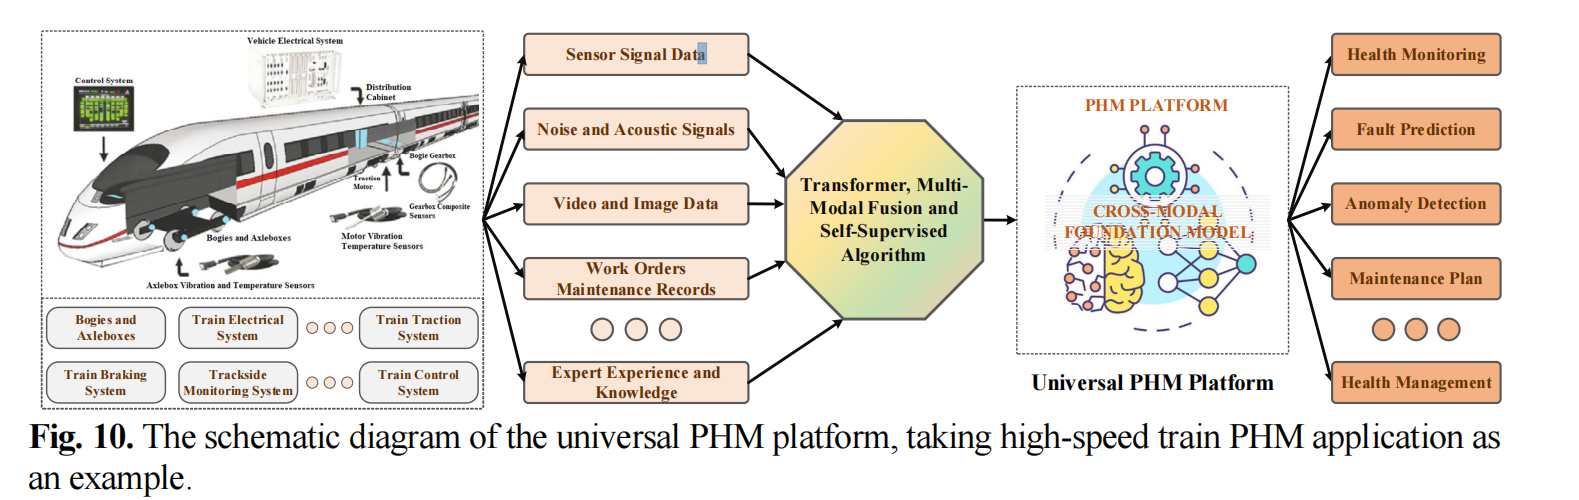 Vehicle Electrical System
Control System
Distribution
Cabinet
Bogie Gearbox
Traction
Motor
Gearbox Composite
Sensors
Motor Vibration
Temperature Sensors
Bogies and Axleboxes
Axlebox Vibration and Temperature Sensors
Bogies and
Axleboxes
Train Electrical
System
Train Traction
System
Train Braking
System
Trackside
Monitoring System
Train Control
System
Sensor Signal Data
Noise and Acoustic Signals
Video and Image Data
Work Orders
Maintenance Records
Expert Experience and
Knowledge
Transformer, Multi-
Modal Fusion and
Self-Supervised
Algorithm
PHM PLATFORM
CROSS-MODAL
FOUNDATION-MODEL
Universal PHM Platform
Health Monitoring
Fault Prediction
Anomaly Detection
Maintenance Plan
Health Management
Fig. 10. The schematic diagram of the universal PHM platform, taking high-speed train PHM application as
an example.